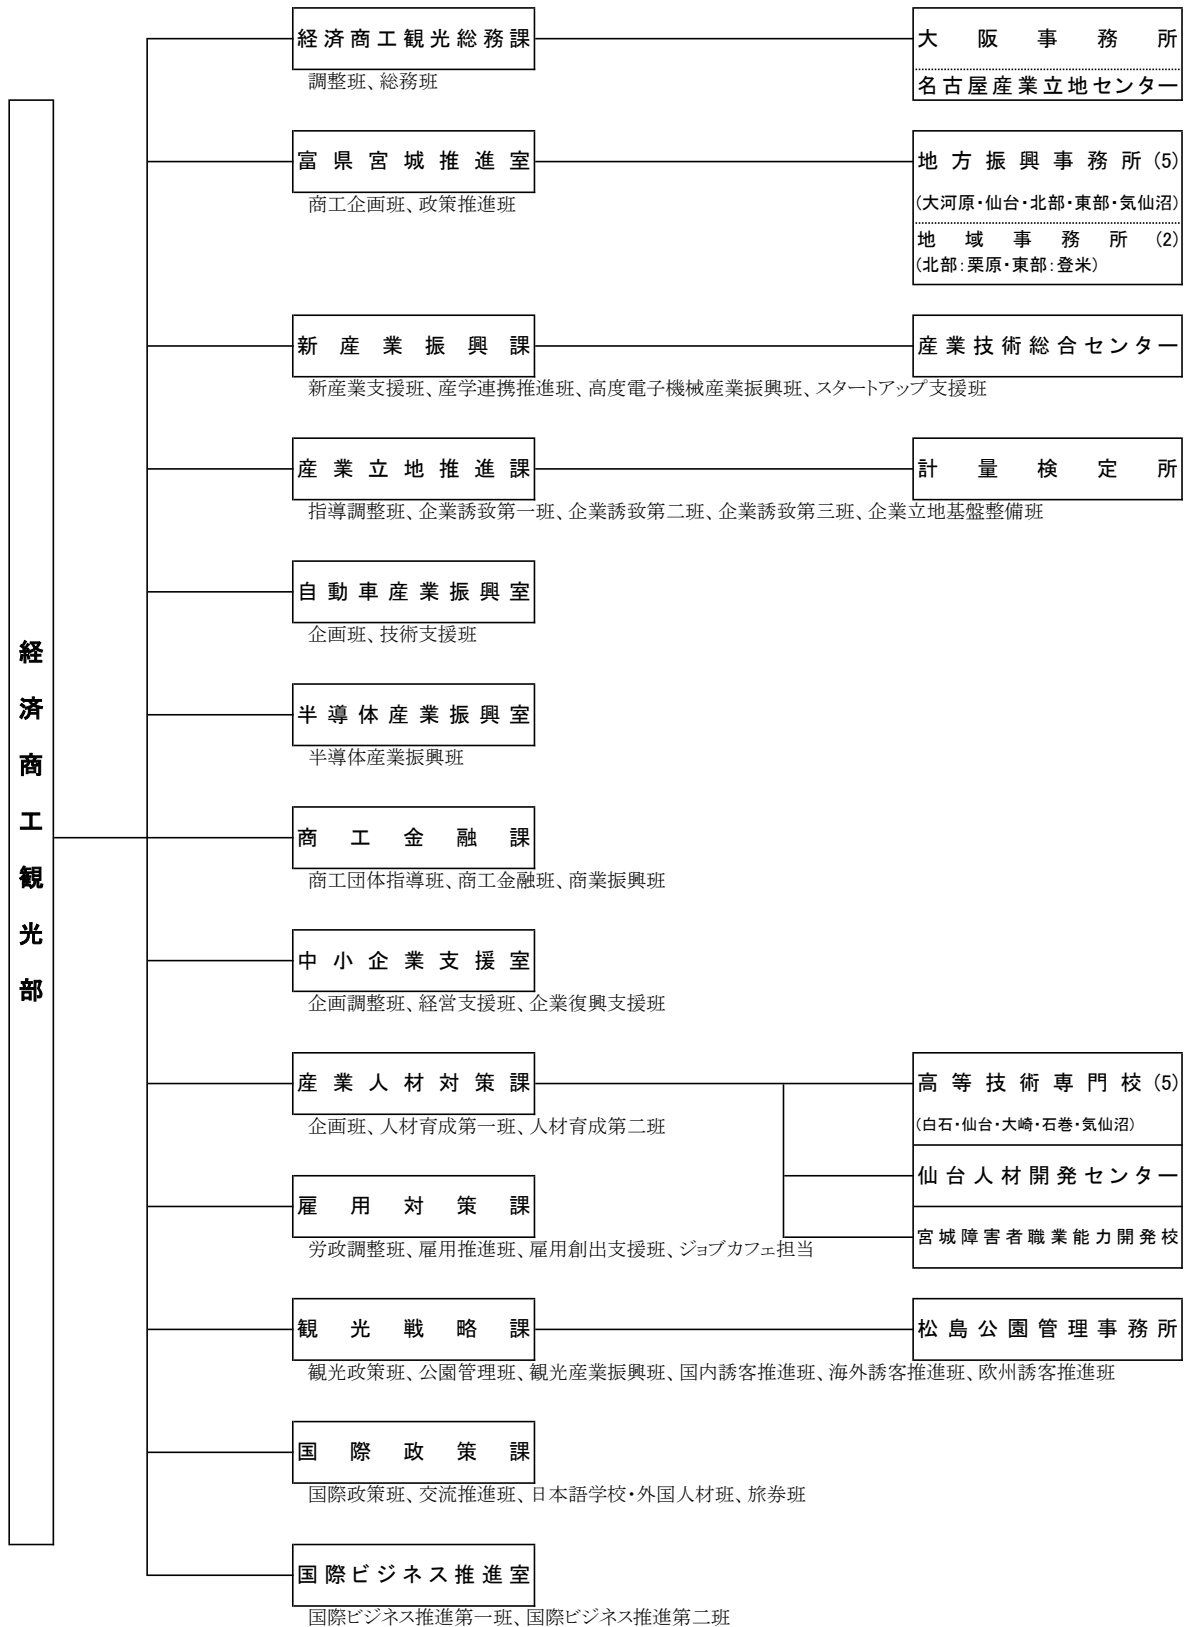 経済商工観光部
経済商工観光総務課
調整班、総務班
大阪事務所
名古屋産業立地センター
富県宮城推進室
商工企画班、政策推進班
地方振興事務所(5)
(大河原・仙台・北部・東部・気仙沼)
地域事務所(2)
(北部:栗原・東部:登米)
新産業振興課
新産業支援班、産学連携推進班、高度電子機械産業振興班、スタートアップ支援班
産業技術総合センター
産業立地推進課
指導調整班、企業誘致第一班、企業誘致第二班、企業誘致第三班、企業立地基盤整備班
計量検定所
自動車産業振興室
企画班、技術支援班
半導体産業振興室
半導体産業振興班
商工金融課
商工団体指導班、商工金融班、商業振興班
中小企業支援室
企画調整班、経営支援班、企業復興支援班
産業人材対策課
企画班、人材育成第一班、人材育成第二班
高等技術専門校(5)
(白石・仙台・大崎・石巻・気仙沼)
仙台人材開発センター
宮城障害者職業能力開発校
雇用対策課
労政調整班、雇用推進班、雇用創出支援班、ジョブカフェ担当
観光戦略課
観光政策班、公園管理班、観光産業振興班、国内誘客推進班、海外誘客推進班、欧州誘客推進班
松島公園管理事務所
国際政策課
国際政策班、交流推進班、日本語学校・外国人材班、旅券班
国際ビジネス推進室
国際ビジネス推進第一班、国際ビジネス推進第二班